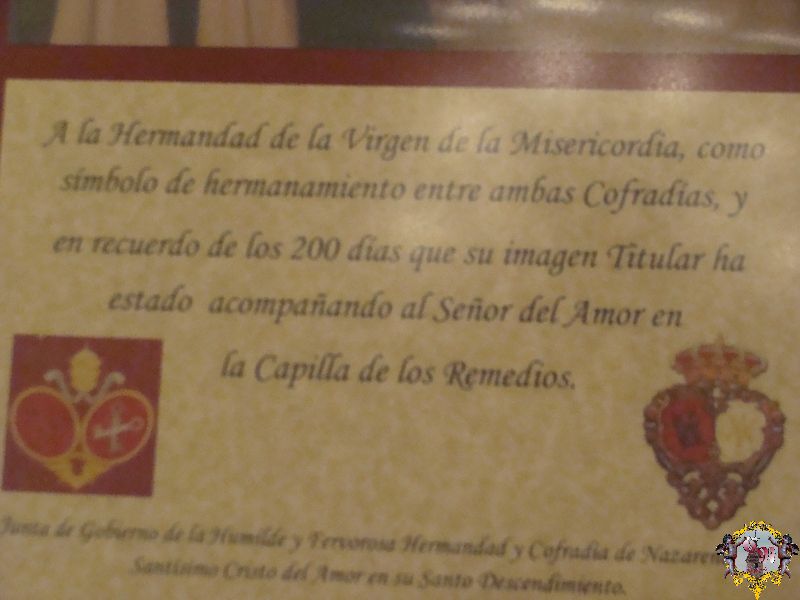 A la Hermandad de la Virgen de la Misericordia, como
símbolo de hermanamiento entre ambas Cofradías, y
en recuerdo de los 200 días que su imagen Titular ha
estado acompañando al Señor del Amor en
la Capilla de los Remedios.
Junta de Gobierno de la Humilde y Fervorosa Hermandad y Cofradía de
Santísimo Cristo del Amor en su Santo Descendimiento.